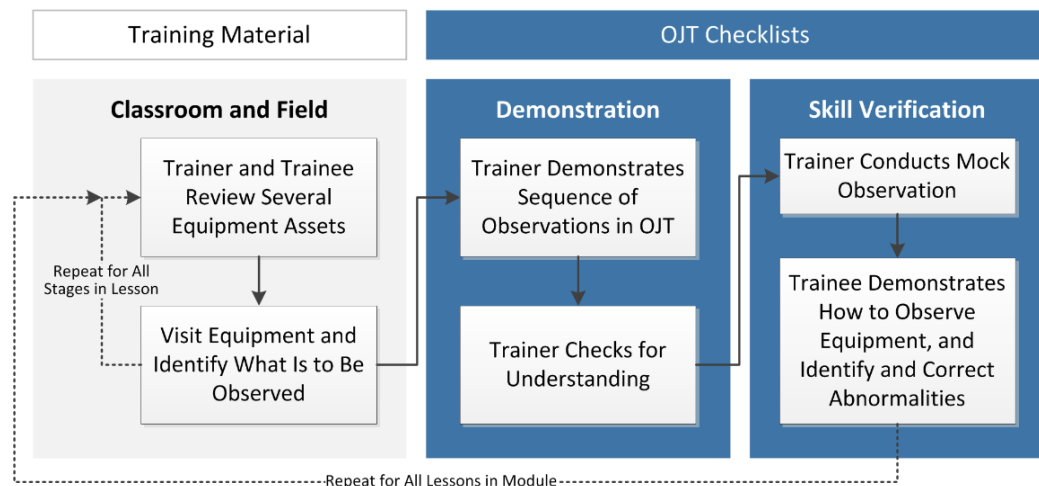 Training Material
OJT Checklists
Classroom and Field
Trainer and Trainee
Review Several
Equipment Assets
Repeat for All
Stages in Lesson
Visit Equipment and
Identify What Is to Be
Observed
Demonstration
Trainer Demonstrates
Sequence of
Observations in OJT
Trainer Checks for
Understanding
Skill Verification
Trainer Conducts Mock
Observation
Trainee Demonstrates
How to Observe
Equipment, and
Identify and Correct
Abnormalities
Repeat for All Lessons in Module